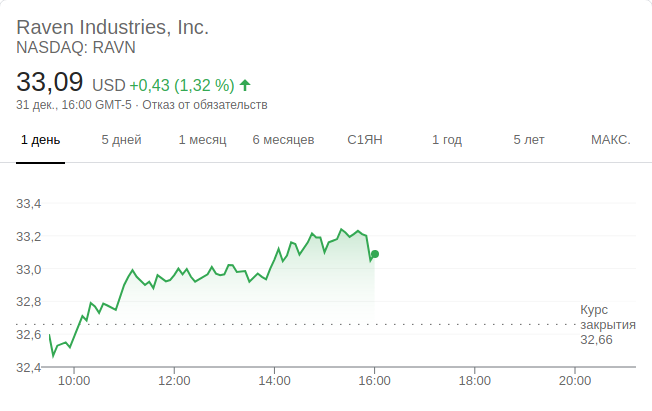 Raven Industries, Inc.
NASDAQ: RAVN
33,09 USD +0,43 (1,32 %)
31 дек., 16:00 GMT-5 · Отказ от обязательств
1 день 5 дней 1 месяц 6 месяцев С1ЯН 1 год 5 лет МАКС.
33,4
33,2
33,0
32,8
Курс
закрытия
32,66
32,6
32,4
10:00 12:00 14:00 16:00 18:00 20:00